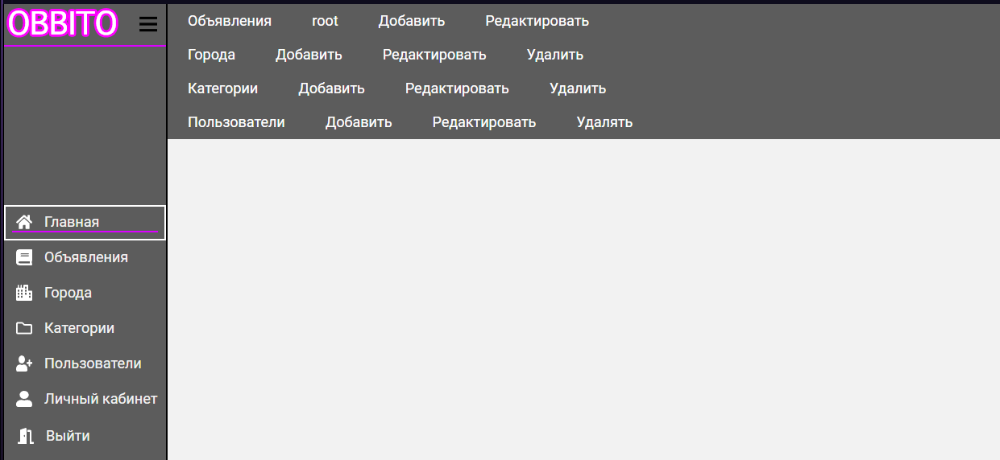 OBBITO
Объявления root Добавить Редактировать
Города Добавить Редактировать Удалить
Категории Добавить Редактировать Удалить
Пользователи Добавить Редактировать Удалять
Главная
Объявления
Города
Категории
Пользователи
Личный кабинет
Выйти